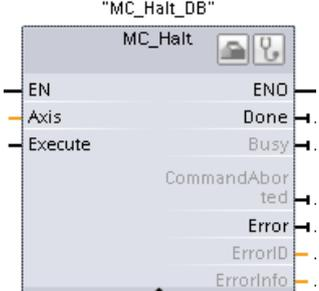 "MC_Halt_DB"
MC_Halt
EN
ENO
Axis
Done
Execute
Busy
CommandAbor
ted
Error
ErrorID
ErrorInfo